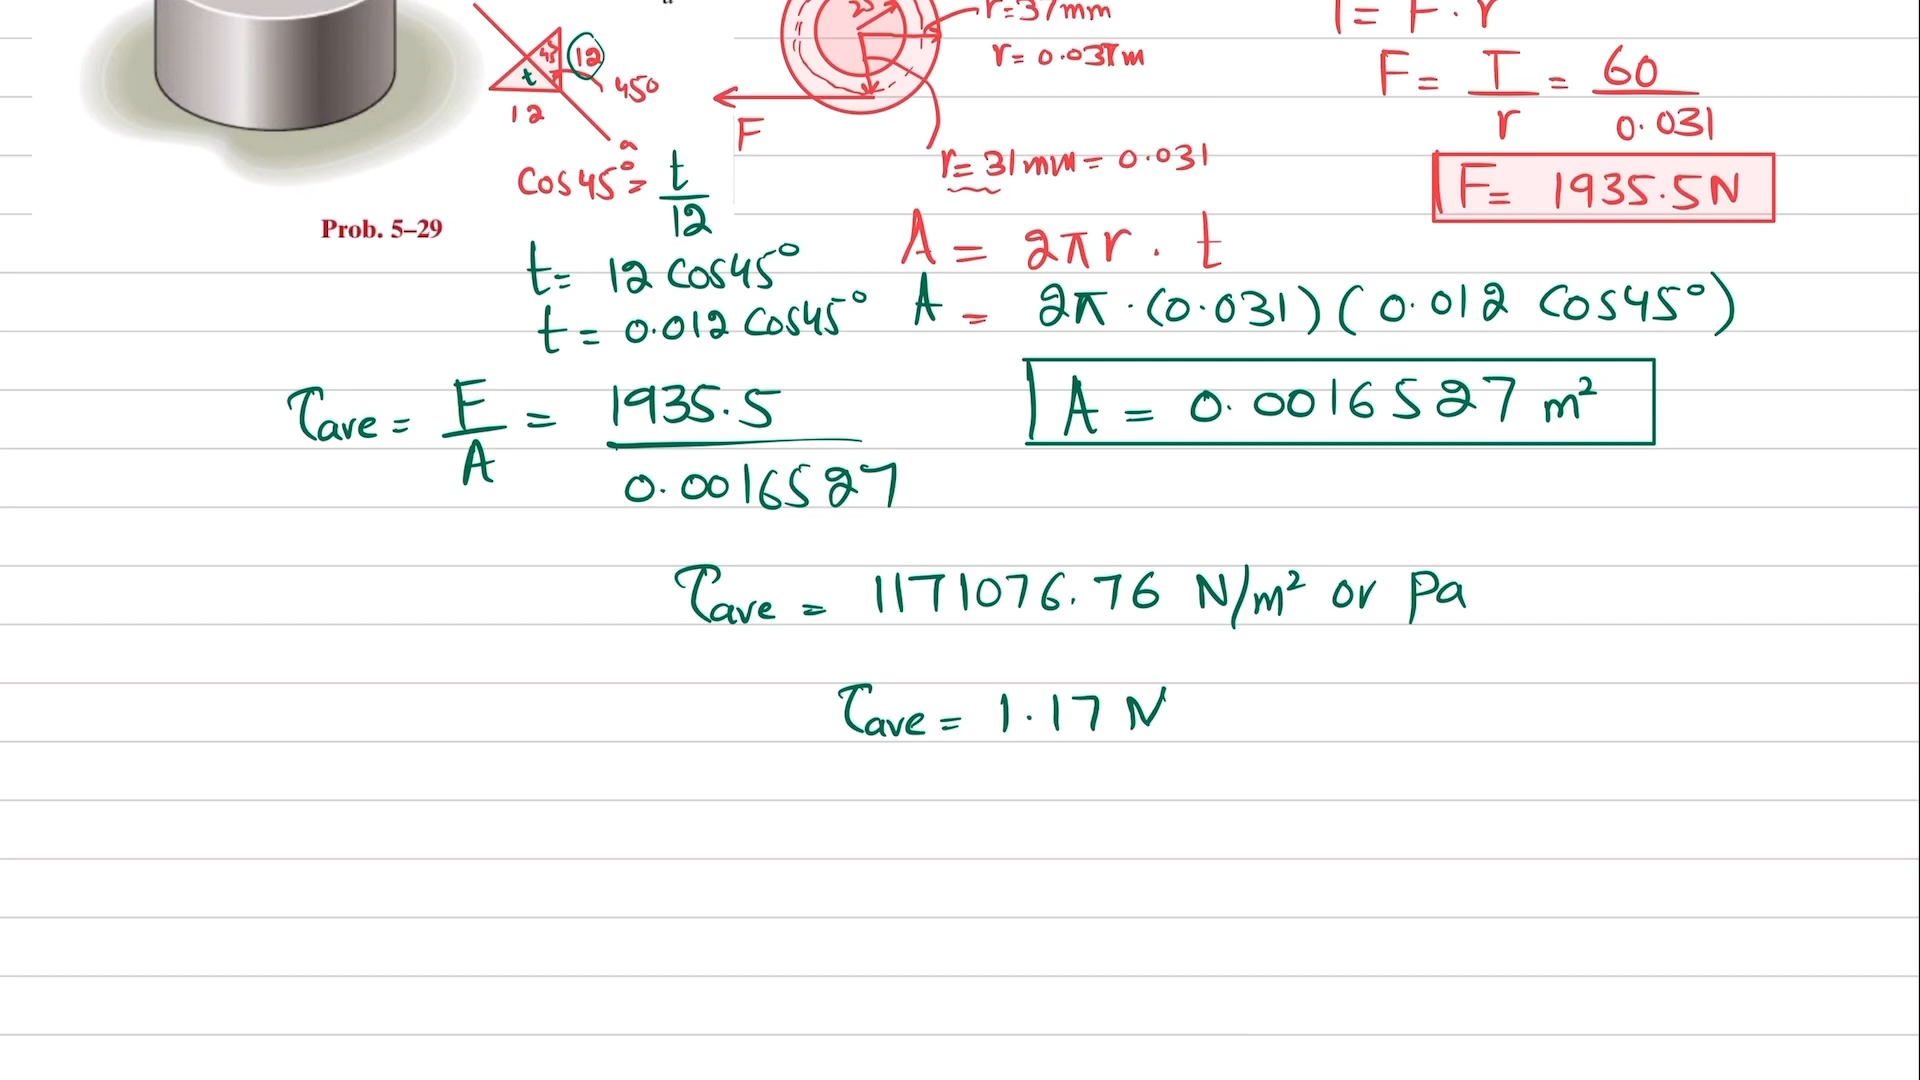 r=37mm
r= 0.037m
25
45
12
t
45°
12
F
a
r= 31mm= 0.031
T= F.r
F= T/r = 60/0.031
F= 1935.5N
Cos45°= t/12
Prob. 5–29
t= 12 Cos45°
t= 0.012 Cos45°
A = 2πr . t
A = 2π.(0.031)(0.012 Cos45°)
A = 0.0016527 m²
τave = F/A = 1935.5/0.0016527
τave = 1171076.76 N/m² or Pa
τave = 1.17 N